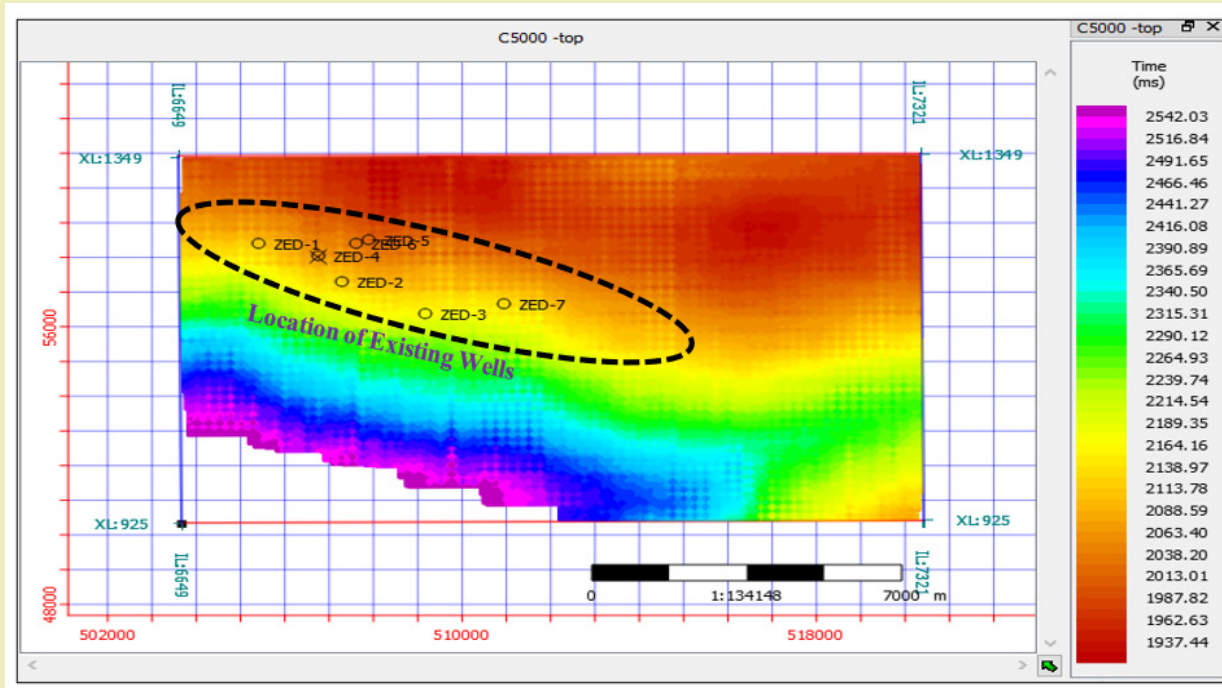 C5000 -top
C5000 -top
Time
(ms)
2542.03
2516.84
2491.65
2466.46
2441.27
2416.08
2390.89
2365.69
2340.50
2315.31
2290.12
2264.93
2239.74
2214.54
2189.35
2164.16
2138.97
2113.78
2088.59
2063.40
2038.20
2013.01
1987.82
1962.63
1937.44
IL:6649
IL:7321
XL:1349
XL:1349
ZED-1
ZED-5
ZED-6
ZED-4
ZED-2
ZED-3
ZED-7
Location of Existing Wells
56000
48000
XL:925
XL:925
IL:6649
IL:7321
0
1:134148
7000 m
502000
510000
518000